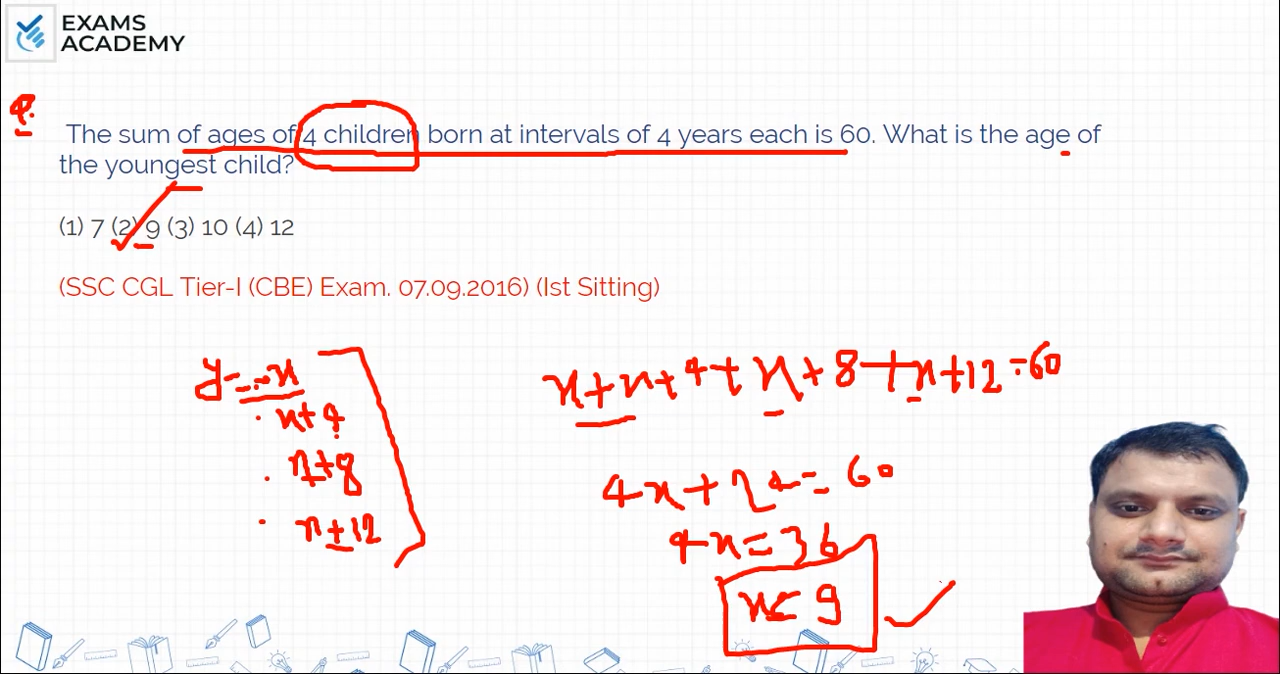 EXAMS
ACADEMY
Q.
The sum of ages of 4 children born at intervals of 4 years each is 60. What is the age of
the youngest child?
(1) 7 (2) 9 (3) 10 (4) 12
(SSC CGL Tier-I (CBE) Exam. 07.09.2016) (Ist Sitting)
y = x
x+4
x+8
x+12
x+x+4+x+8+x+12=60
4x+24=60
4x=36
x= 9